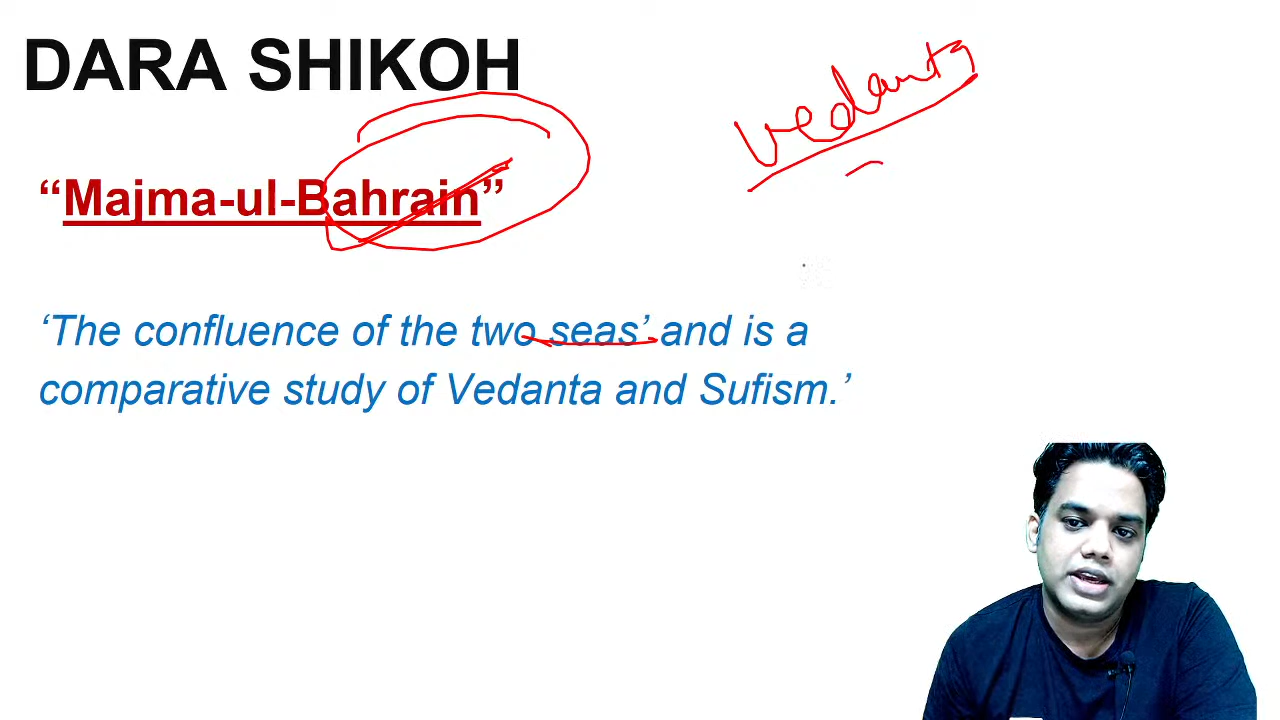 DARA SHIKOH
vedanta
“Majma-ul-Bahrain”
‘The confluence of the two seas’ and is a
comparative study of Vedanta and Sufism.’